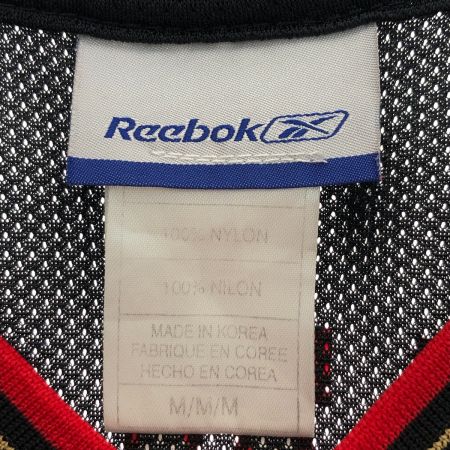 Reebok
100% NYLON
100% NILON
MADE IN KOREA
FABRIQUE EN COREE
HECHO EN COREA
M/M/M